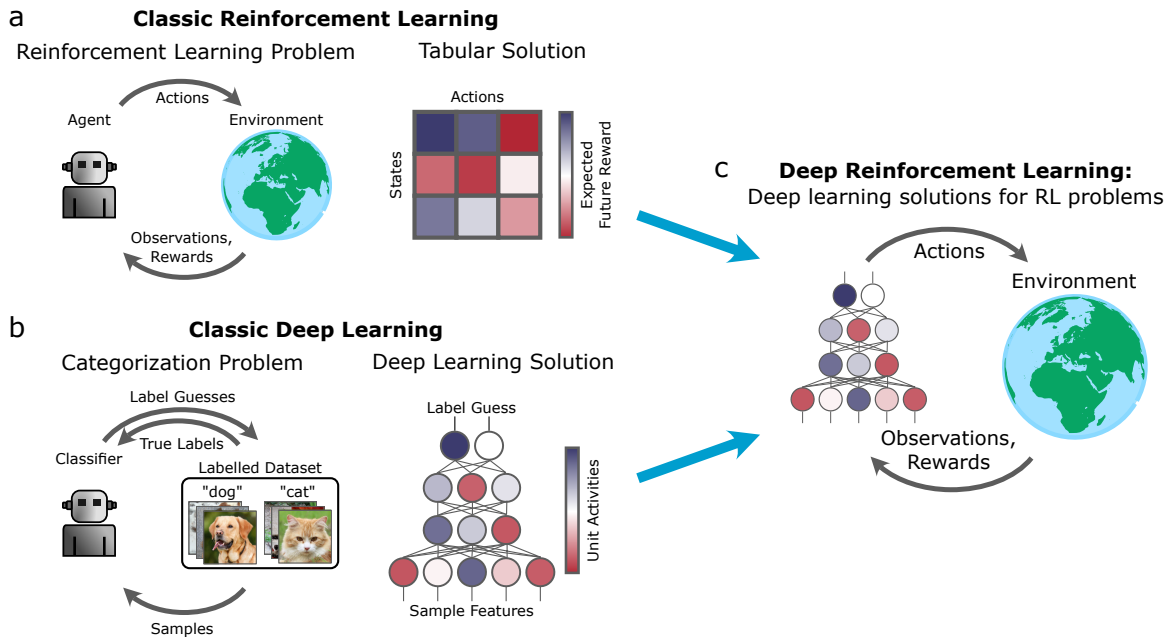 a
Classic Reinforcement Learning
Reinforcement Learning Problem
Actions
Agent
Environment
Observations,
Rewards
Tabular Solution
Actions
States
Expected
Future Reward
b
Classic Deep Learning
Categorization Problem
Label Guesses
True Labels
Classifier
Labelled Dataset
"dog"
"cat"
Samples
Deep Learning Solution
Label Guess
Unit Activities
Sample Features
c
Deep Reinforcement Learning:
Deep learning solutions for RL problems
Actions
Environment
Observations,
Rewards